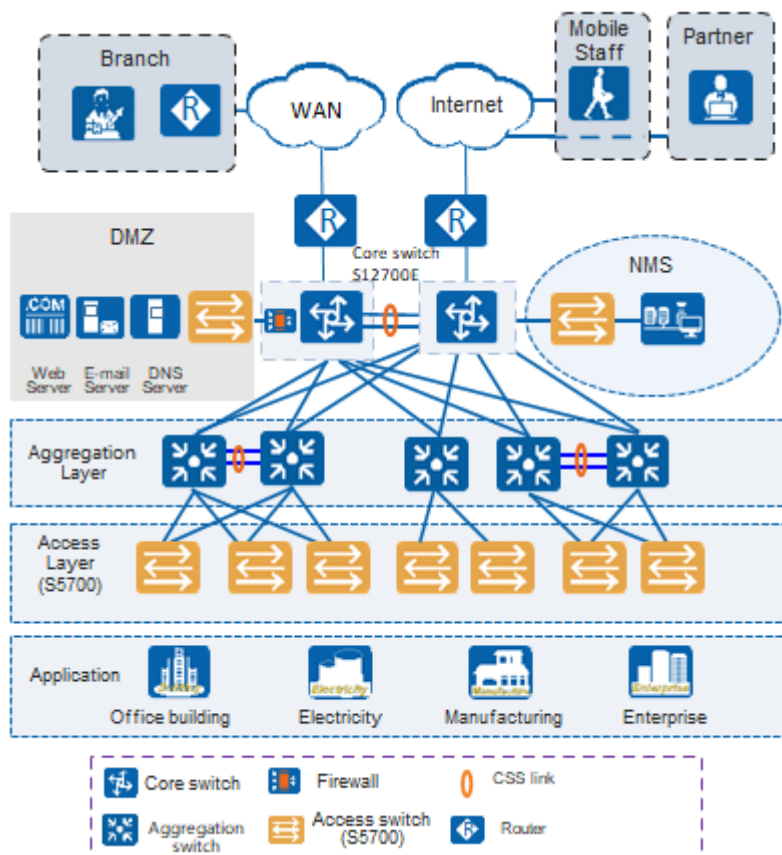 Branch
WAN
Internet
Mobile
Staff
Partner
R
R
R
DMZ
Core switch
S12700E
NMS
.COM
Web
Server
E-mail
Server
DNS
Server
Aggregation
Layer
Access
Layer
(S5700)
Application
Electricity
Enterprise
Office building
Electricity
Manufacturing
Enterprise
Core switch
Firewall
CSS link
Aggregation
switch
Access switch
(S5700)
R
Router